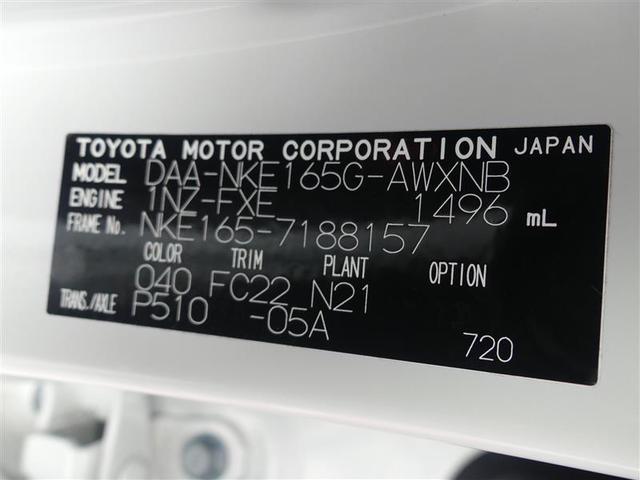 TOYOTA MOTOR CORPORATION JAPAN
MODEL DAA-NKE165G-AWXNB
ENGINE 1NZ-FXE 1496 mL
FRAME No. NKE165-7188157
COLOR TRIM PLANT OPTION
040 FC22 N21
TRANS./AXLE P510 -05A
720